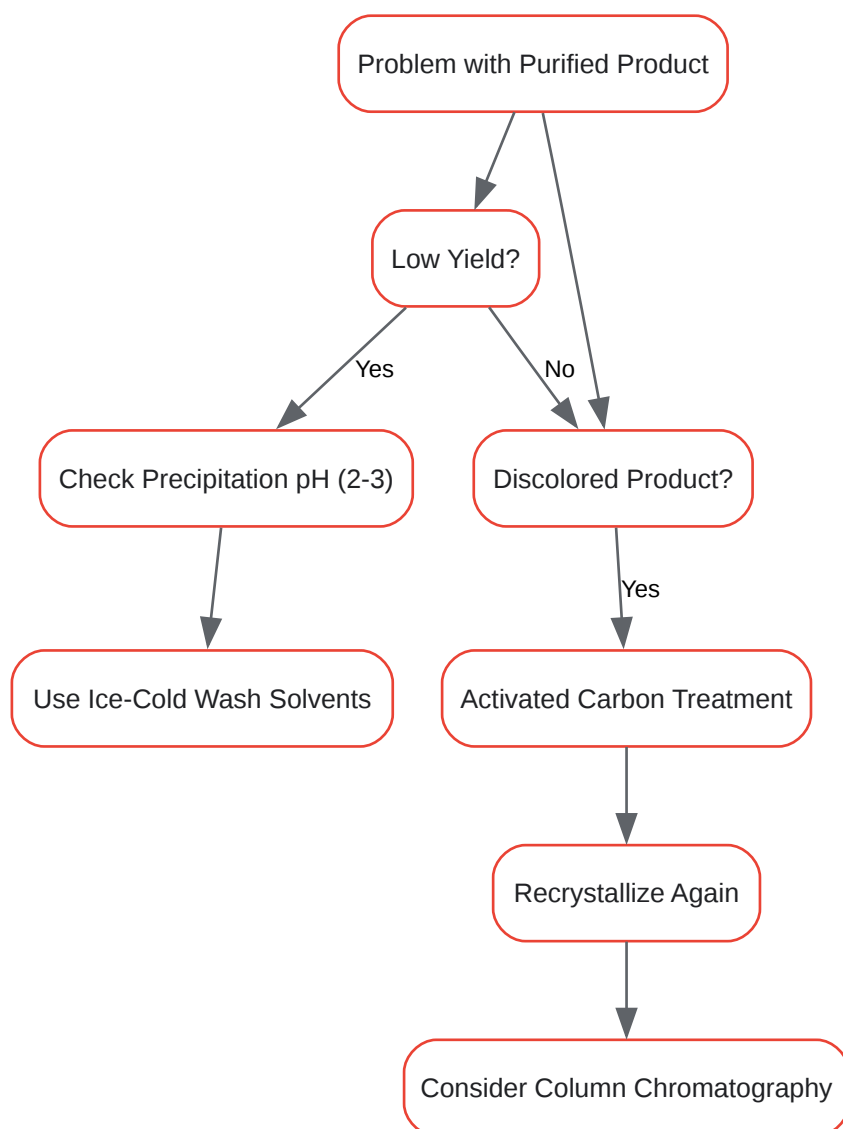 Problem with Purified Product
Low Yield?
Yes
No
Check Precipitation pH (2-3)
Discolored Product?
Yes
Use Ice-Cold Wash Solvents
Activated Carbon Treatment
Recrystallize Again
Consider Column Chromatography